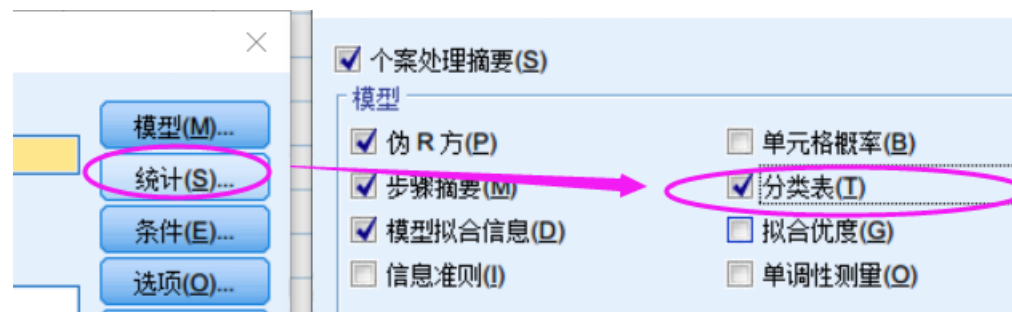 模型(M)...
统计(S)...
条件(E)...
选项(O)...
个案处理摘要(S)
模型
伪 R 方(P)
单元格概率(B)
步骤摘要(M)
分类表(T)
模型拟合信息(D)
拟合优度(G)
信息准则(I)
单调性测量(O)